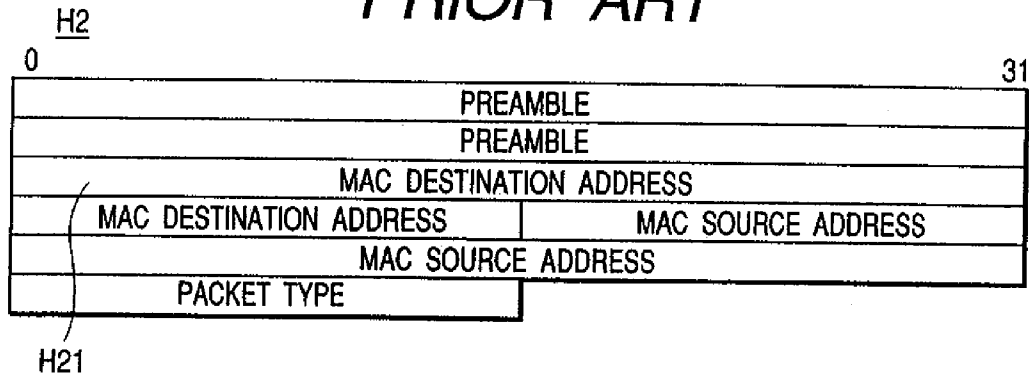 PRIOR ART
H2
0 31
PREAMBLE
PREAMBLE
MAC DESTINATION ADDRESS
MAC DESTINATION ADDRESS MAC SOURCE ADDRESS
MAC SOURCE ADDRESS
PACKET TYPE
H21